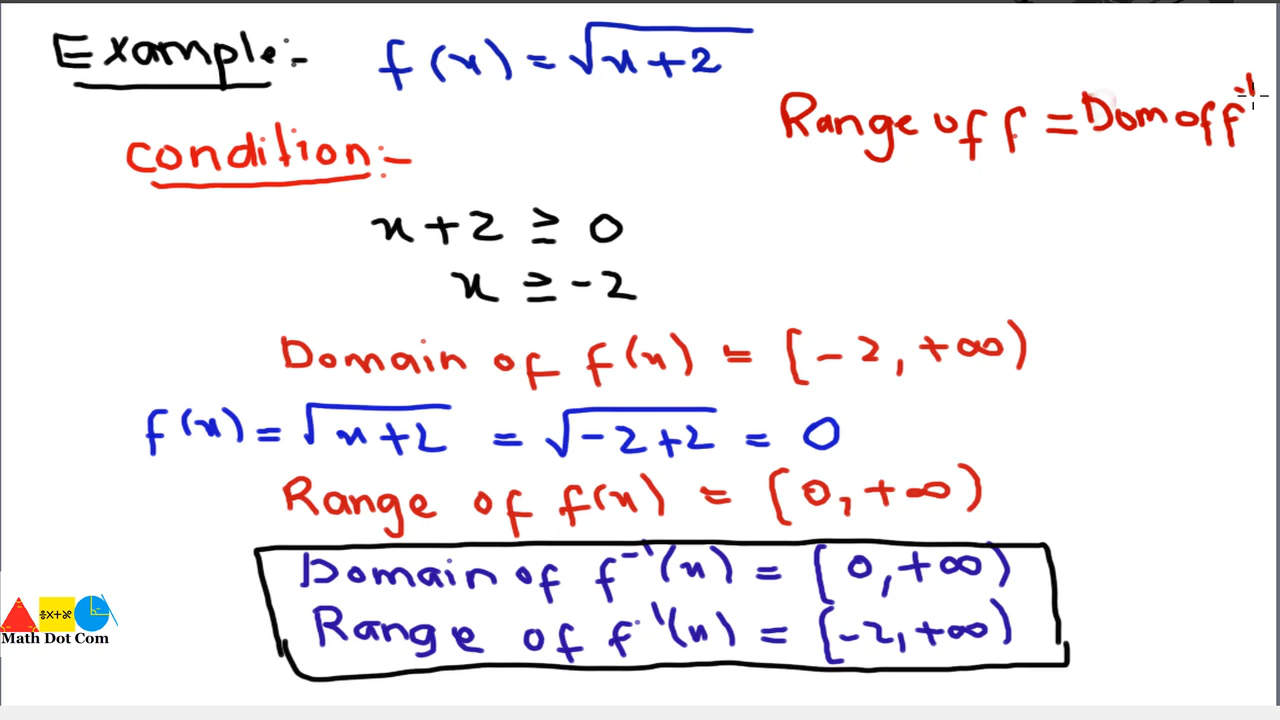 Example:- f(x) = √x+2
Range of f = Dom of f⁻¹
condition:-
x+2 ≥ 0
x ≥ -2
Domain of f(x) = [-2, +∞)
f(x) = √x+2 = √-2+2 = 0
Range of f(x) = [0, +∞)
Domain of f⁻¹(x) = [0, +∞)
Range of f⁻¹(x) = [-2, +∞)
÷X+×
Math Dot Com